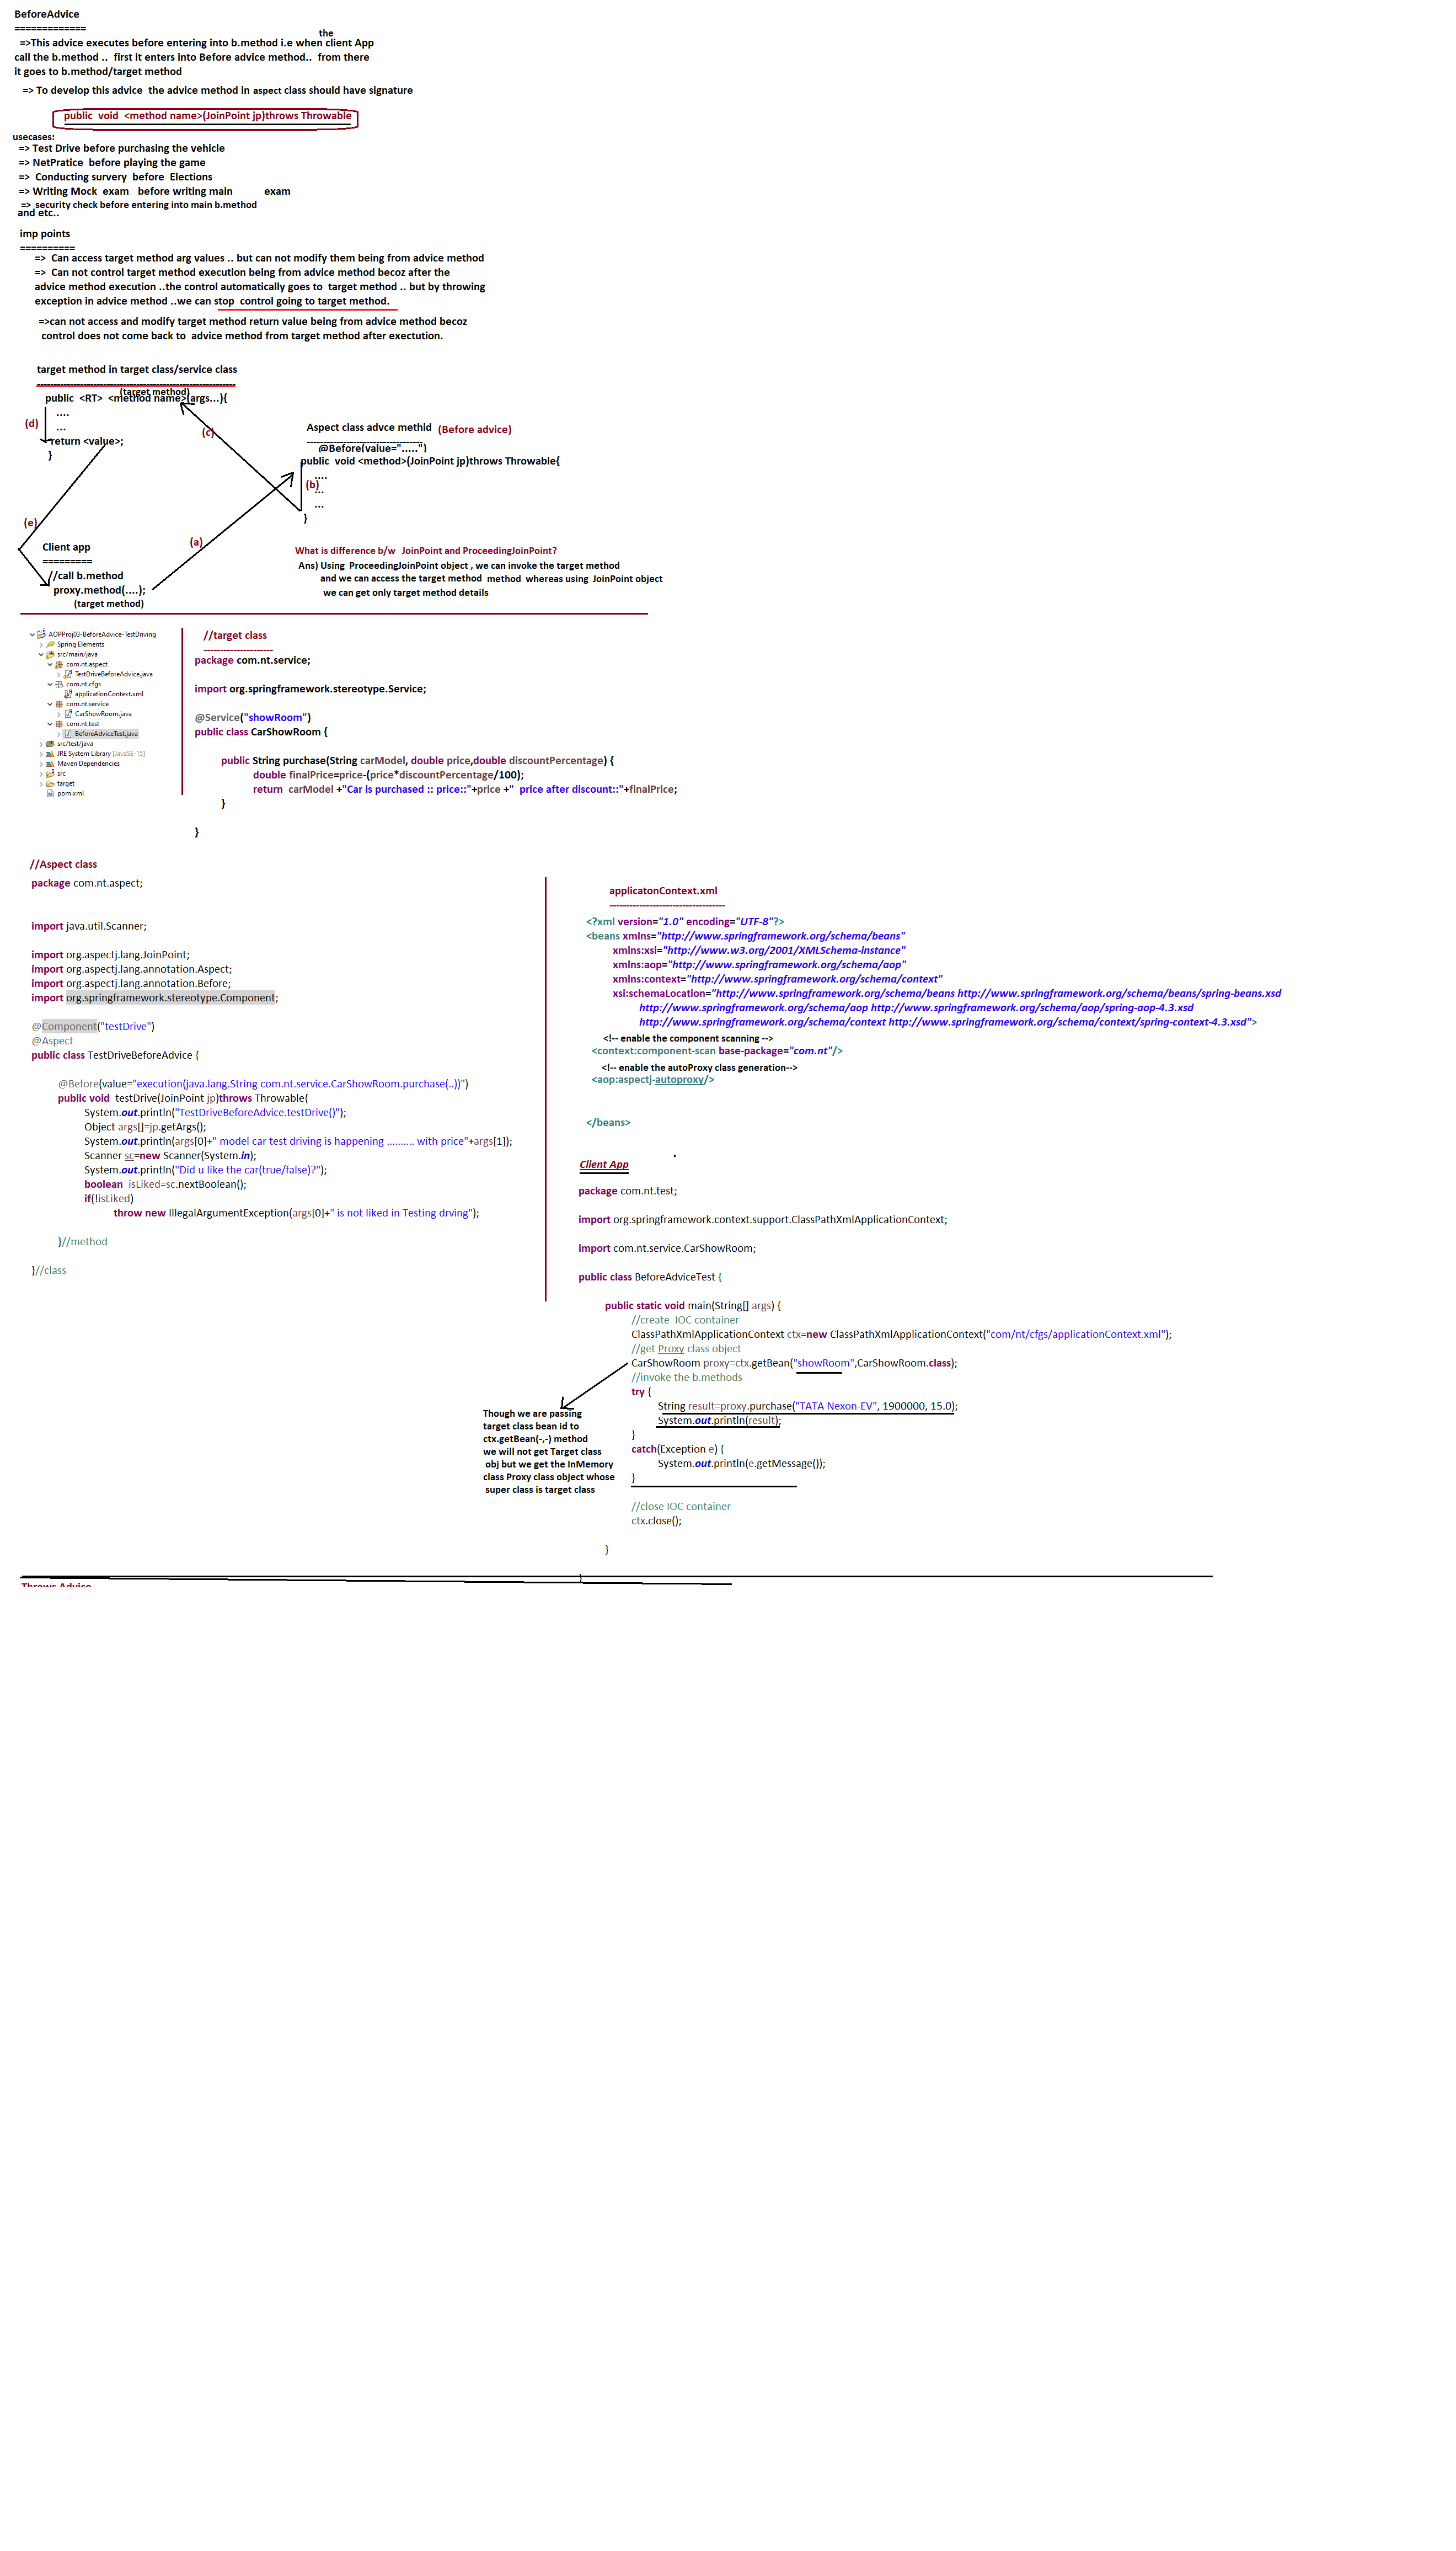 BeforeAdvice
=============
the
=>This advice executes before entering into b.method i.e when client App
call the b.method .. first it enters into Before advice method.. from there
it goes to b.method/target method
=> To develop this advice the advice method in aspect class should have signature
public void <method name>(JoinPoint jp)throws Throwable
usecases:
=> Test Drive before purchasing the vehicle
=> NetPratice before playing the game
=> Conducting survery before Elections
=> Writing Mock exam before writing main exam
=> security check before entering into main b.method
and etc..
imp points
==========
=> Can access target method arg values .. but can not modify them being from advice method
=> Can not control target method execution being from advice method becoz after the
advice method execution ..the control automatically goes to target method .. but by throwing
exception in advice method ..we can stop control going to target method.
=>can not access and modify target method return value being from advice method becoz
control does not come back to advice method from target method after exectution.
target method in target class/service class
------------------------------------------------------------
(target method)
public <RT> <method name>(args...){
....
(d)
...
return <value>;
}
(c)
Aspect class advce methid (Before advice)
-----------------------------------
@Before(value=".....")
public void <method>(JoinPoint jp)throws Throwable{
....
(b)
...
...
}
(e)
(a)
Client app
=========
//call b.method
proxy.method(....);
(target method)
What is difference b/w JoinPoint and ProceedingJoinPoint?
Ans) Using ProceedingJoinPoint object , we can invoke the target method
and we can access the target method method whereas using JoinPoint object
we can get only target method details
AOPProj03-BeforeAdvice-TestDriving
Spring Elements
src/main/java
com.nt.aspect
TestDriveBeforeAdvice.java
com.nt.cfgs
applicationContext.xml
com.nt.service
CarShowRoom.java
com.nt.test
BeforeAdviceTest.java
src/test/java
JRE System Library [JavaSE-15]
Maven Dependencies
src
target
pom.xml
//target class
---------------------
package com.nt.service;
import org.springframework.stereotype.Service;
@Service("showRoom")
public class CarShowRoom {
public String purchase(String carModel, double price,double discountPercentage) {
double finalPrice=price-(price*discountPercentage/100);
return carModel +"Car is purchased :: price::"+price +" price after discount::"+finalPrice;
}
}
//Aspect class
package com.nt.aspect;
import java.util.Scanner;
import org.aspectj.lang.JoinPoint;
import org.aspectj.lang.annotation.Aspect;
import org.aspectj.lang.annotation.Before;
import org.springframework.stereotype.Component;
@Component("testDrive")
@Aspect
public class TestDriveBeforeAdvice {
@Before(value="execution(java.lang.String com.nt.service.CarShowRoom.purchase(..))")
public void testDrive(JoinPoint jp)throws Throwable{
System.out.println("TestDriveBeforeAdvice.testDrive()");
Object args[]=jp.getArgs();
System.out.println(args[0]+" model car test driving is happening .......... with price"+args[1]);
Scanner sc=new Scanner(System.in);
System.out.println("Did u like the car(true/false)?");
boolean isLiked=sc.nextBoolean();
if(!isLiked)
throw new IllegalArgumentException(args[0]+" is not liked in Testing drving");
}//method
}//class
applicatonContext.xml
-----------------------------------
<?xml version="1.0" encoding="UTF-8"?>
<beans xmlns="http://www.springframework.org/schema/beans"
xmlns:xsi="http://www.w3.org/2001/XMLSchema-instance"
xmlns:aop="http://www.springframework.org/schema/aop"
xmlns:context="http://www.springframework.org/schema/context"
xsi:schemaLocation="http://www.springframework.org/schema/beans http://www.springframework.org/schema/beans/spring-beans.xsd
http://www.springframework.org/schema/aop http://www.springframework.org/schema/aop/spring-aop-4.3.xsd
http://www.springframework.org/schema/context http://www.springframework.org/schema/context/spring-context-4.3.xsd">
<!-- enable the component scanning -->
<context:component-scan base-package="com.nt"/>
<!-- enable the autoProxy class generation-->
<aop:aspectj-autoproxy/>
</beans>
Client App
package com.nt.test;
import org.springframework.context.support.ClassPathXmlApplicationContext;
import com.nt.service.CarShowRoom;
public class BeforeAdviceTest {
public static void main(String[] args) {
//create IOC container
ClassPathXmlApplicationContext ctx=new ClassPathXmlApplicationContext("com/nt/cfgs/applicationContext.xml");
//get Proxy class object
CarShowRoom proxy=ctx.getBean("showRoom",CarShowRoom.class);
//invoke the b.methods
try {
String result=proxy.purchase("TATA Nexon-EV", 1900000, 15.0);
System.out.println(result);
}
catch(Exception e) {
System.out.println(e.getMessage());
}
//close IOC container
ctx.close();
}
}
Though we are passing
target class bean id to
ctx.getBean(-,-) method
we will not get Target class
obj but we get the InMemory
class Proxy class object whose
super class is target class
Throws Advice